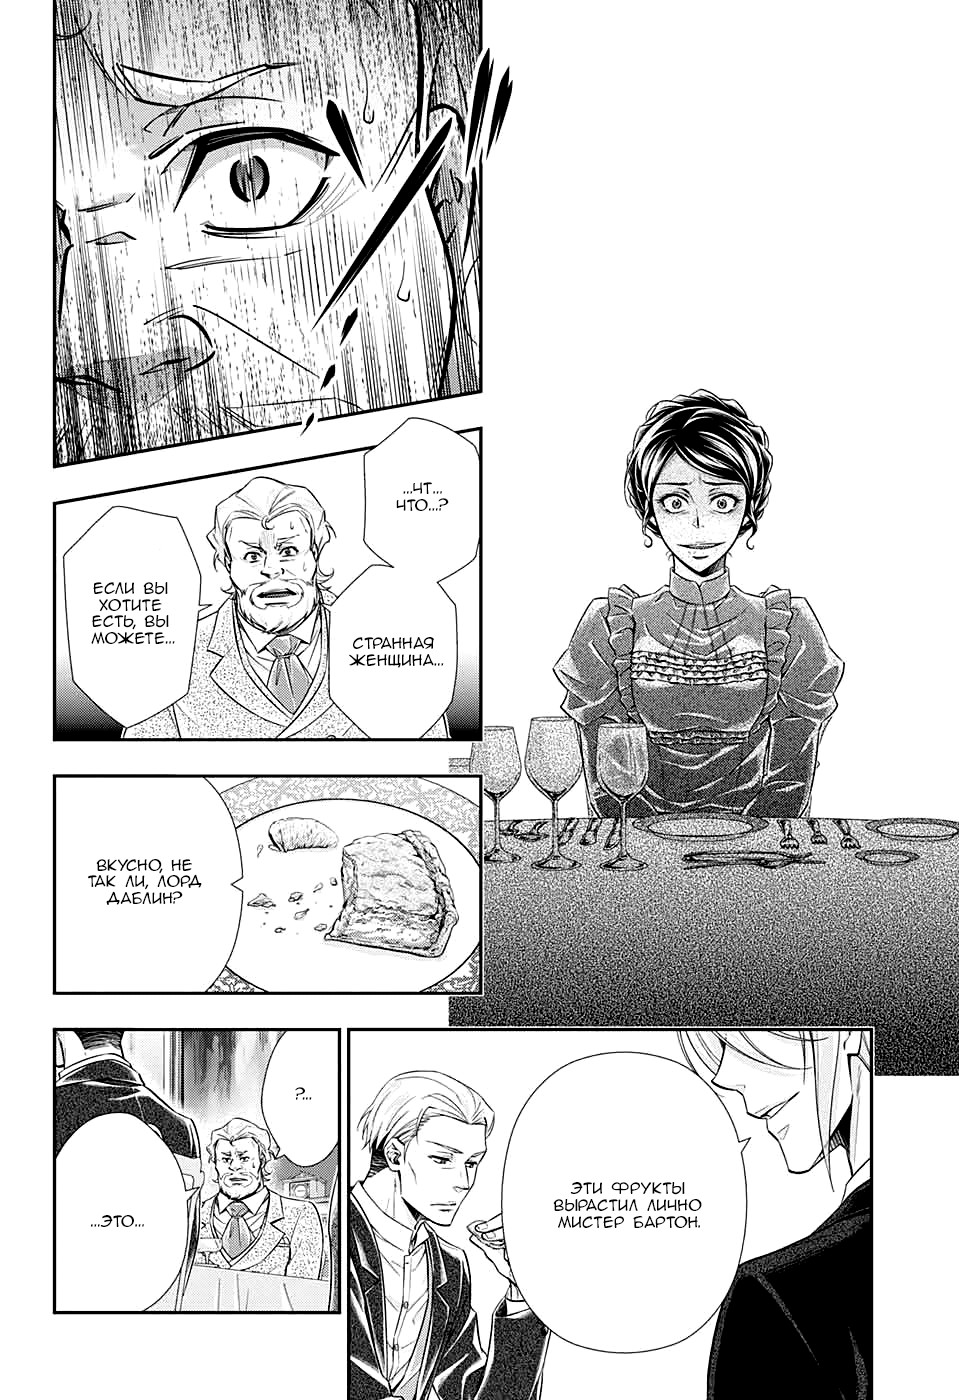 ...ЧТ...
ЧТО...?
СТРАННАЯ
ЖЕНЩИНА...
ЕСЛИ ВЫ
ХОТИТЕ
ЕСТЬ, ВЫ
МОЖЕТЕ...
ВКУСНО, НЕ
ТАК ЛИ, ЛОРД
ДАБЛИН?
ЭТИ ФРУКТЫ
ВЫРАСТИЛ ЛИЧНО
МИСТЕР БАРТОН.
?...
...ЭТО...